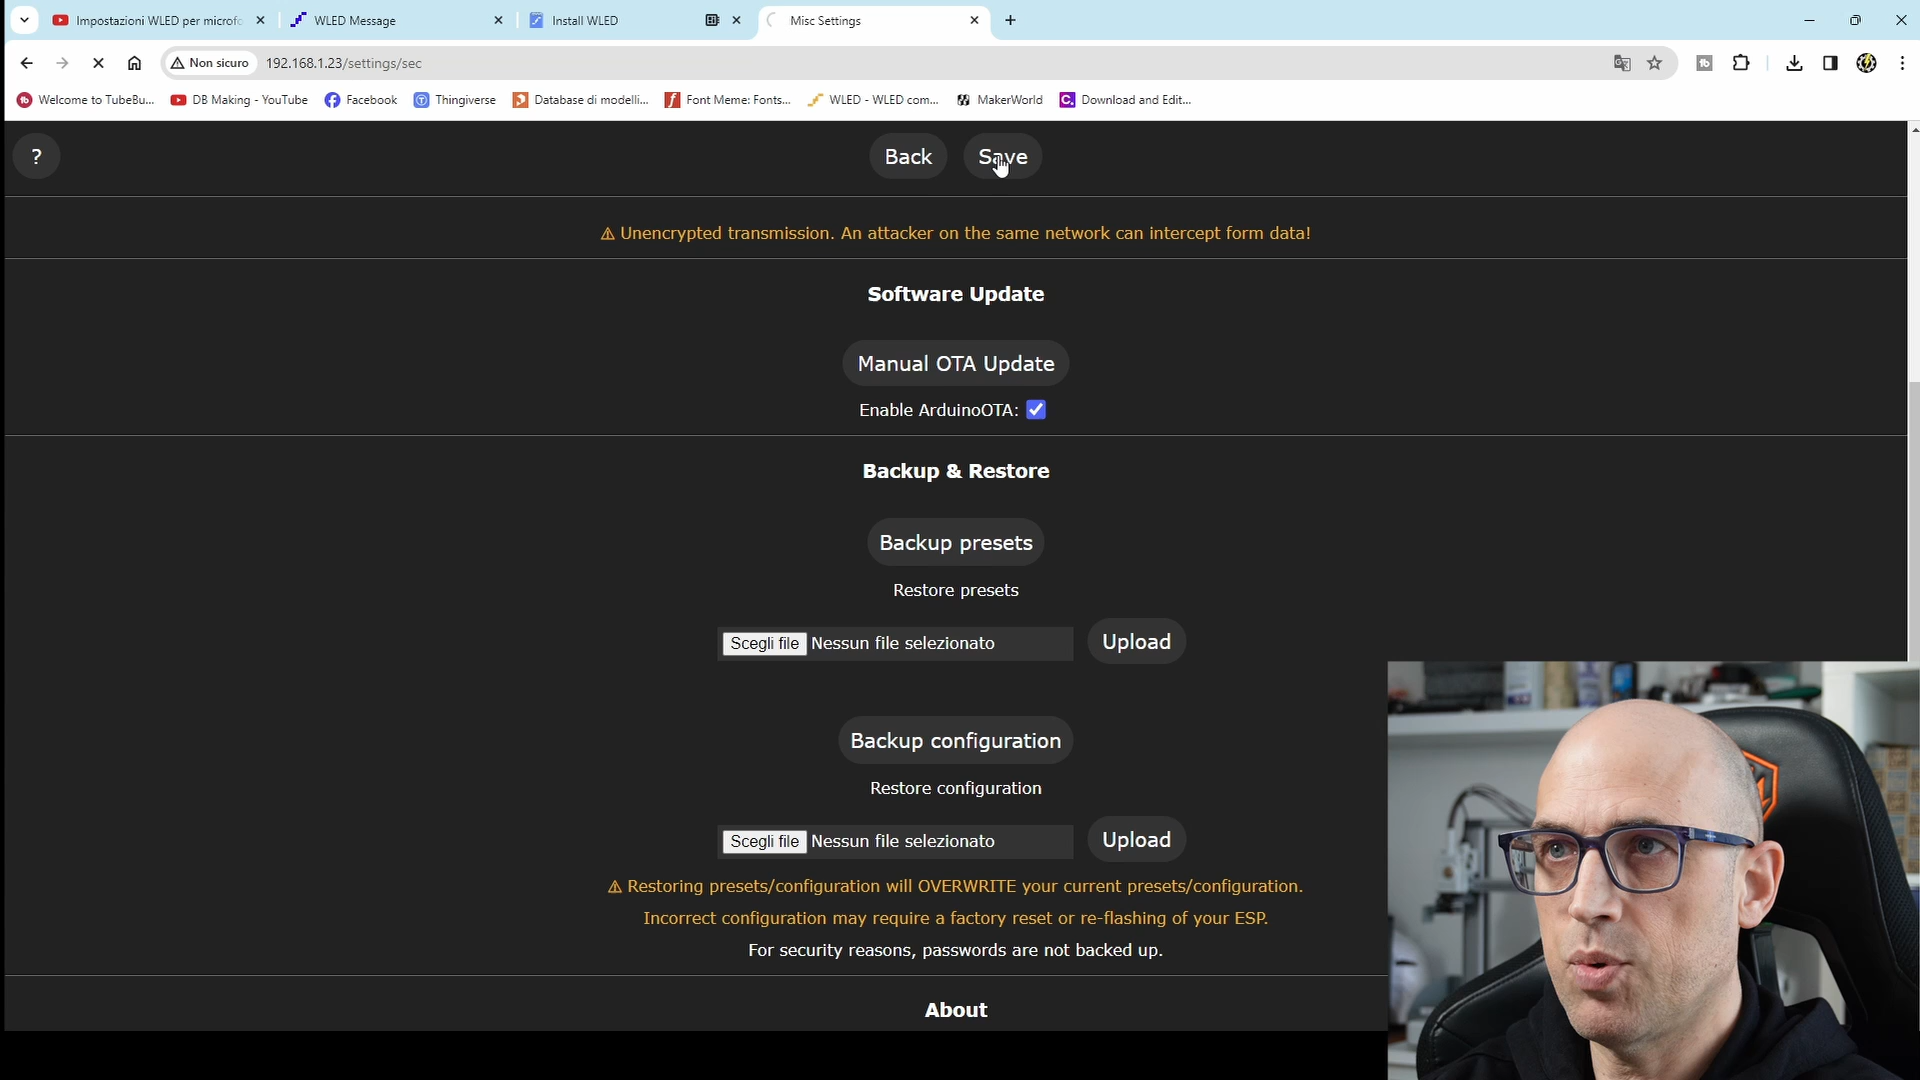 Impostazioni WLED per microfo
WLED Message
Install WLED
Misc Settings
Non sicuro
192.168.1.23/settings/sec
Welcome to TubeBu...
DB Making - YouTube
Facebook
Thingiverse
Database di modelli...
Font Meme: Fonts...
WLED - WLED com...
MakerWorld
Download and Edit...
?
Back
Save
⚠ Unencrypted transmission. An attacker on the same network can intercept form data!
Software Update
Manual OTA Update
Enable ArduinoOTA:
Backup & Restore
Backup presets
Restore presets
Scegli file Nessun file selezionato
Upload
Backup configuration
Restore configuration
Scegli file Nessun file selezionato
Upload
⚠ Restoring presets/configuration will OVERWRITE your current presets/configuration.
Incorrect configuration may require a factory reset or re-flashing of your ESP.
For security reasons, passwords are not backed up.
About